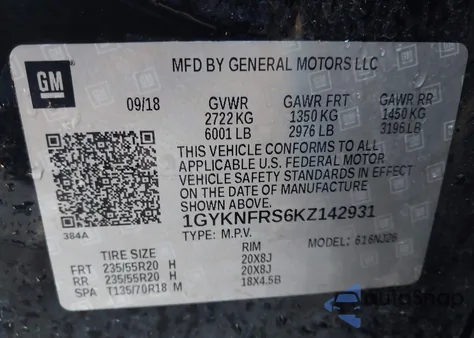 GM
MFD BY GENERAL MOTORS LLC
09/18 GVWR GAWR FRT GAWR RR
2722 KG 1350 KG 1450 KG
6001 LB 2976 LB 3196 LB
THIS VEHICLE CONFORMS TO ALL
APPLICABLE U.S. FEDERAL MOTOR
VEHICLE SAFETY STANDARDS IN EFFECT
ON THE DATE OF MANUFACTURE
SHOWN ABOVE.
1GYKNFRS6KZ142931
384A TYPE: M.P.V. MODEL: 616NJ26
TIRE SIZE RIM
FRT 235/55R20 H 20X8J
RR 235/55R20 H 20X8J
SPA T135/70R18 M 18X4.5B
AutoSnap